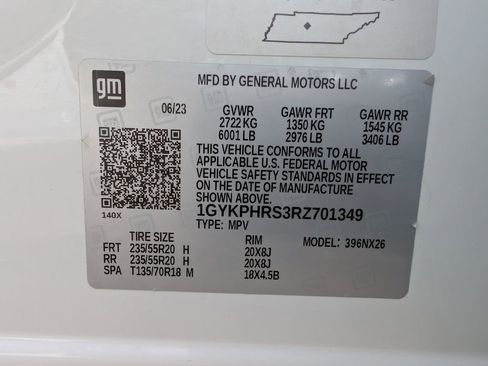 gm
MFD BY GENERAL MOTORS LLC
06/23 GVWR GAWR FRT GAWR RR
2722 KG 1350 KG 1545 KG
6001 LB 2976 LB 3406 LB
THIS VEHICLE CONFORMS TO ALL
APPLICABLE U.S. FEDERAL MOTOR
VEHICLE SAFETY STANDARDS IN EFFECT
ON THE DATE OF MANUFACTURE
SHOWN ABOVE.
1GYKPHRS3RZ701349
140X
TYPE: MPV
TIRE SIZE RIM MODEL: 396NX26
FRT 235/55R20 H 20X8J
RR 235/55R20 H 20X8J
SPA T135/70R18 M 18X4.5B